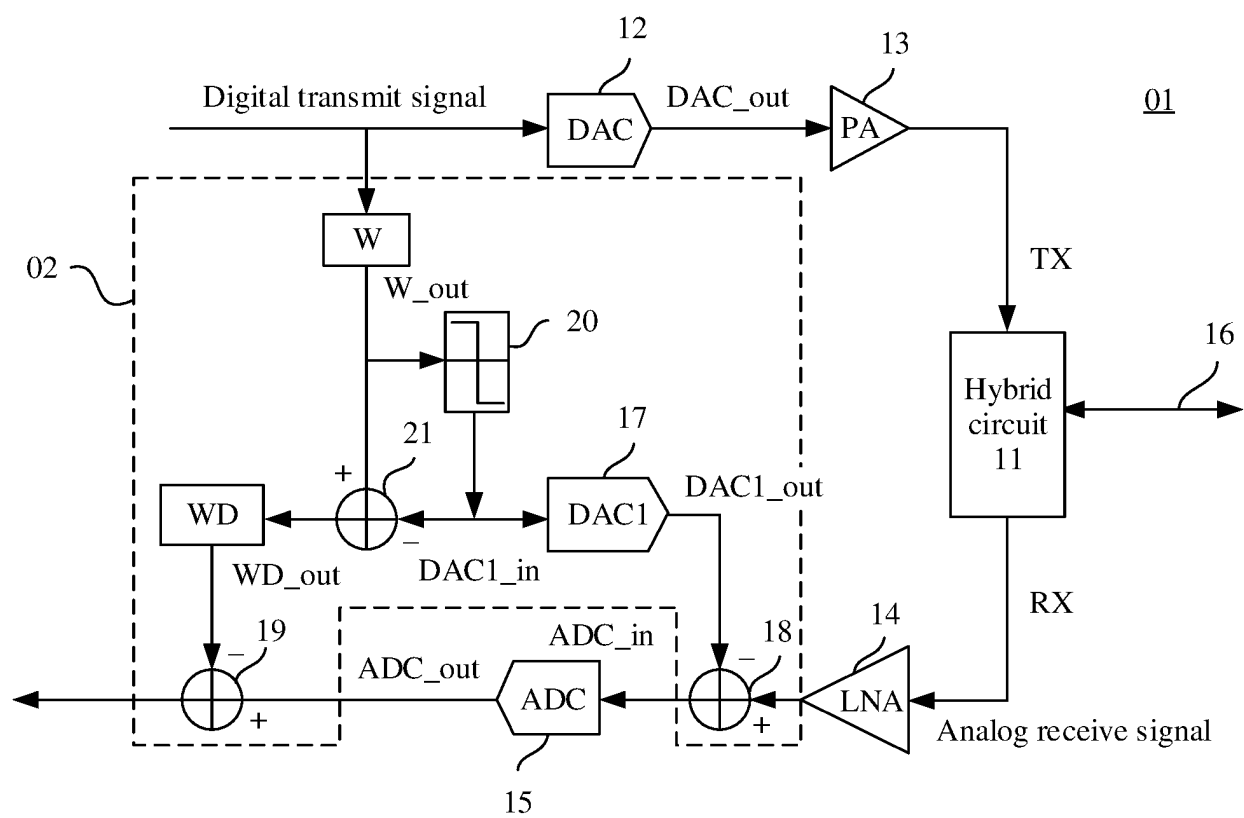 12
13
Digital transmit signal
DAC_out
01
DAC
PA
W
02
W_out
TX
20
16
Hybrid
circuit
11
21
17
+
DAC1_out
WD
DAC1
−
WD_out
DAC1_in
RX
19
ADC_in
18
14
−
ADC_out
−
ADC
LNA
+
+
Analog receive signal
15